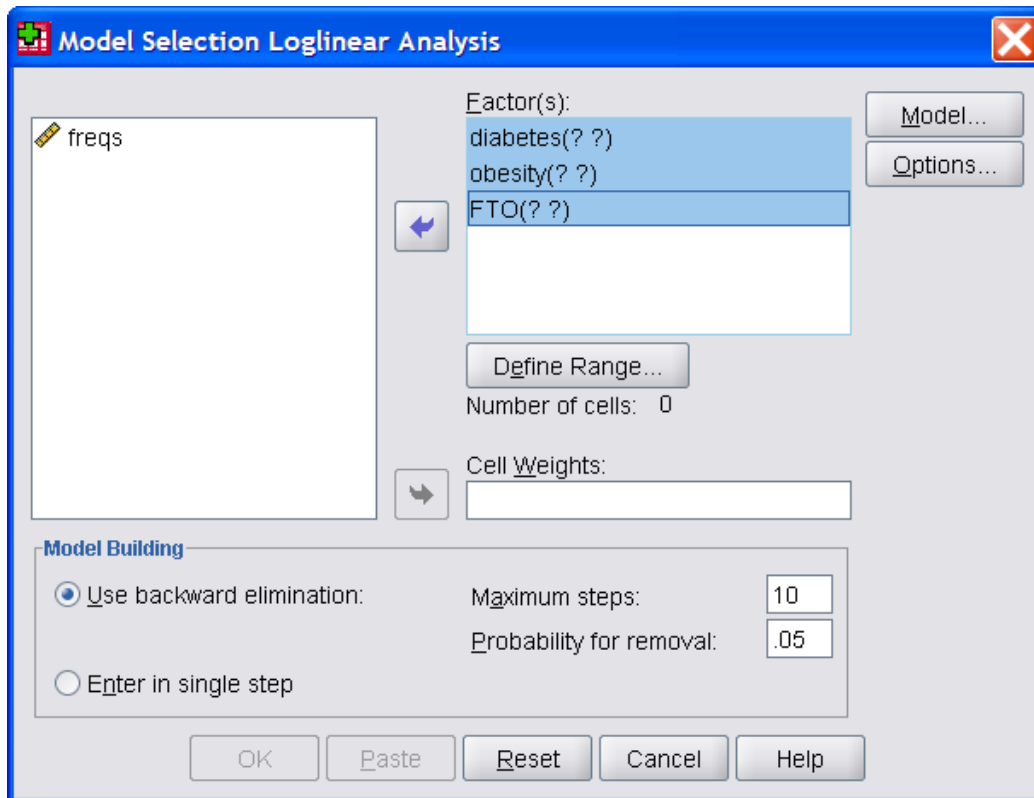 Model Selection Loglinear Analysis
freqs
Factor(s):
diabetes(? ?)
obesity(? ?)
FTO(? ?)
Define Range...
Number of cells: 0
Cell Weights:
Model...
Options...
Model Building
Use backward elimination:
Maximum steps: 10
Probability for removal: .05
Enter in single step
OK Paste Reset Cancel Help